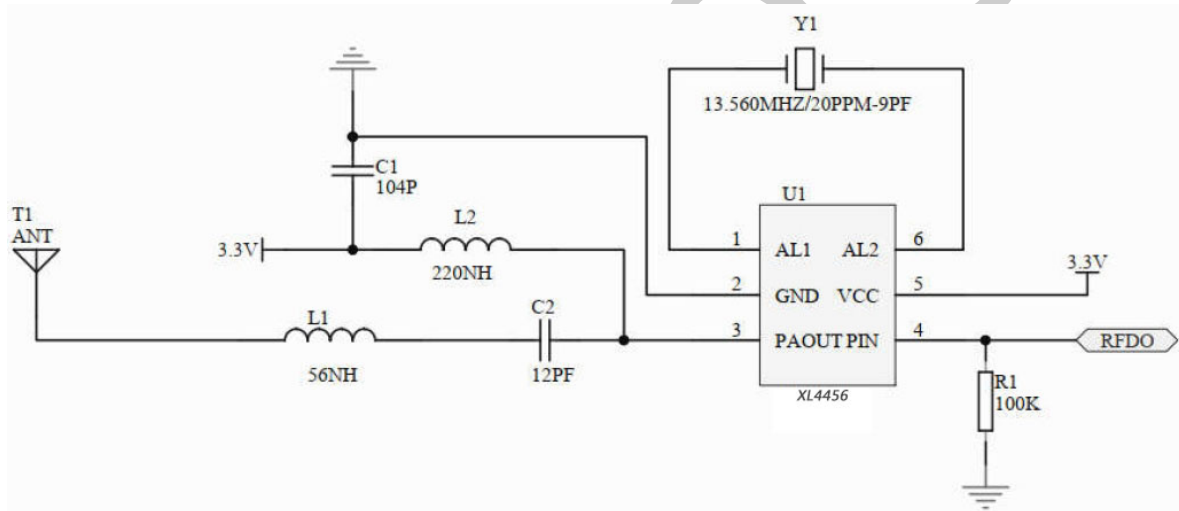 Y1
13.560MHZ/20PPM-9PF
C1
104P
U1
T1
ANT
L2
3.3V
220NH
1
AL1
AL2
6
3.3V
2
GND
VCC
5
L1
C2
3
PAOUT
PIN
4
RFDO
56NH
12PF
R1
100K
XL4456